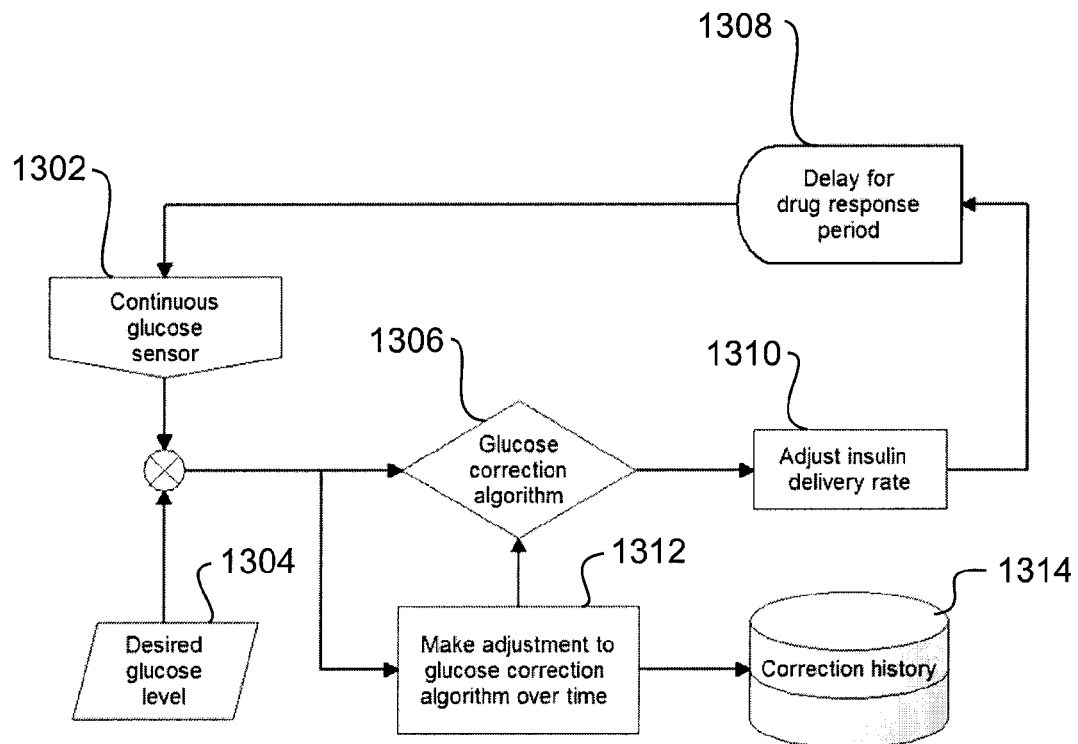 1308
1302
Delay for
drug response
period
Continuous
glucose
sensor
1306
1310
Glucose
correction
algorithm
Adjust insulin
delivery rate
1304
1312
1314
Desired
glucose
level
Make adjustment to
glucose correction
algorithm over time
Correction history